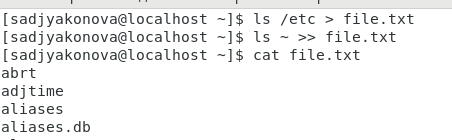 [sadjyakonova@localhost ~]$ ls /etc > file.txt
[sadjyakonova@localhost ~]$ ls ~ >> file.txt
[sadjyakonova@localhost ~]$ cat file.txt
abrt
adjtime
aliases
aliases.db